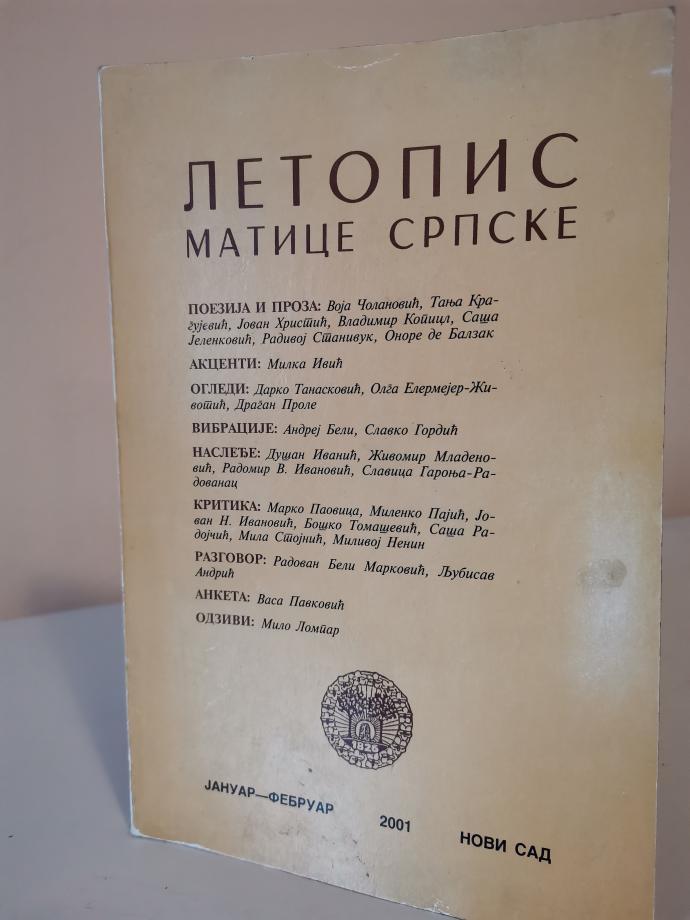 ЛЕТОПИС
МАТИЦЕ СРПСКЕ
ПОЕЗИЈА И ПРОЗА: Воја Чолановић, Тања Кра-
гујевић, Јован Христић, Владимир Копицл, Саша
Јеленковић, Радивој Станивук, Оноре де Балзак
АКЦЕНТИ: Милка Ивић
ОГЛЕДИ: Дарко Танасковић, Олга Елермејер-Жи-
вотић, Драган Проле
ВИБРАЦИЈЕ: Андреј Бели, Славко Гордић
НАСЛЕЂЕ: Душан Иванић, Живомир Младено-
вић, Радомир В. Ивановић, Славица Гароња-Ра-
дованац
КРИТИКА: Марко Паовица, Миленко Пајић, Јо-
ван Н. Ивановић, Бошко Томашевић, Саша Ра-
дојчић, Мила Стојнић, Миливој Ненин
РАЗГОВОР: Радован Бели Марковић, Љубисав
Андрић
АНКЕТА: Васа Павковић
ОДЗИВИ: Мило Ломпар
1826
ЈАНУАР—ФЕБРУАР 2001 НОВИ САД